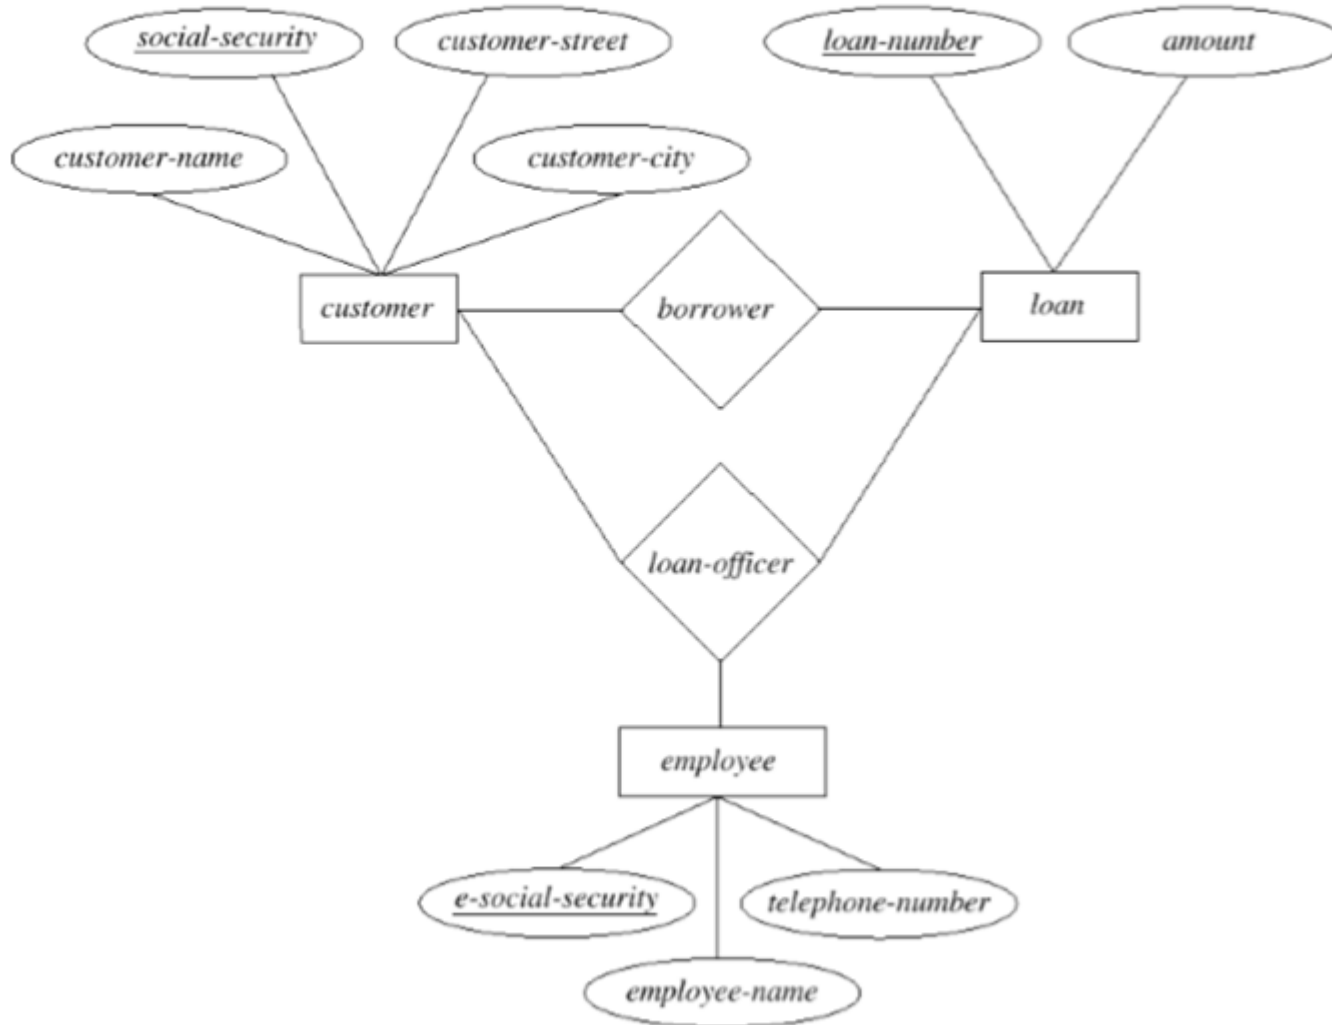 social-security
customer-street
loan-number
amount
customer-name
customer-city
customer
borrower
loan
loan-officer
employee
e-social-security
telephone-number
employee-name